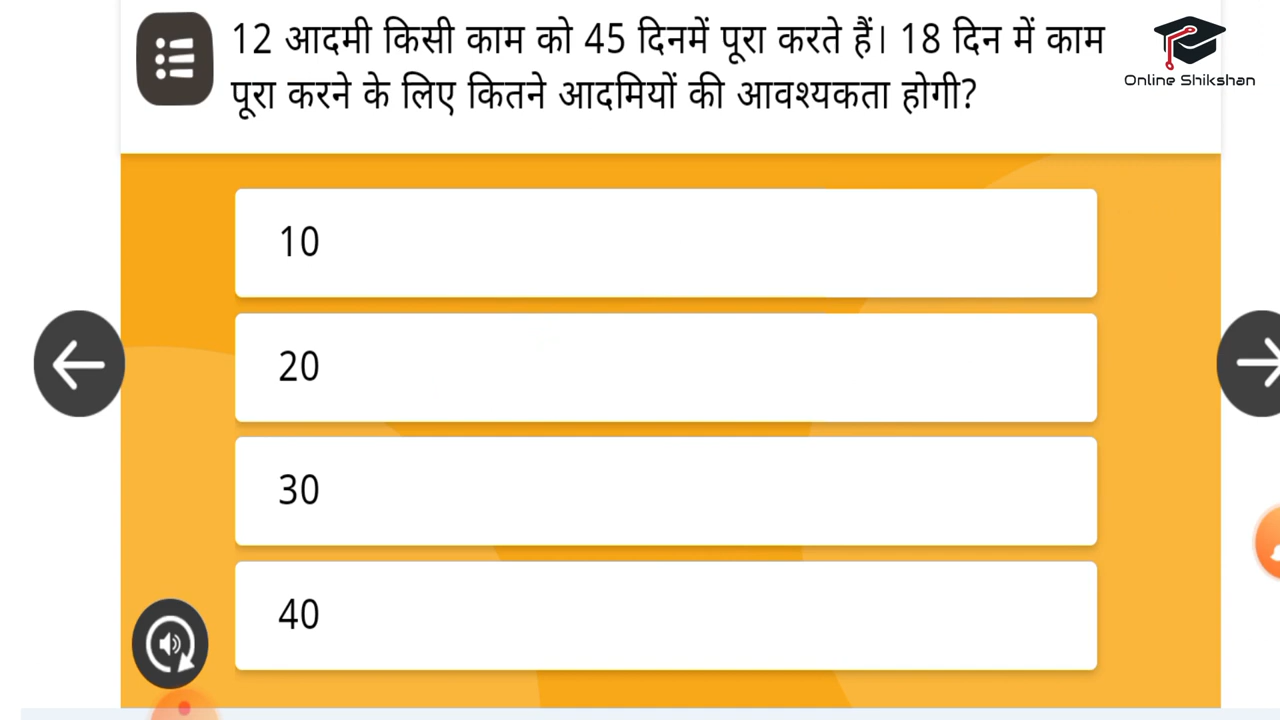 12 आदमी किसी काम को 45 दिनमें पूरा करते हैं। 18 दिन में काम
पूरा करने के लिए कितने आदमियों की आवश्यकता होगी?
Online Shikshan
10
20
30
40